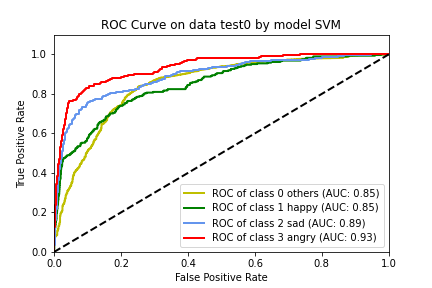 ROC Curve on data test0 by model SVM
True Positive Rate
1.0
0.8
0.6
0.4
0.2
0.0
ROC of class 0 others (AUC: 0.85)
ROC of class 1 happy (AUC: 0.85)
ROC of class 2 sad (AUC: 0.89)
ROC of class 3 angry (AUC: 0.93)
0.0 0.2 0.4 0.6 0.8 1.0
False Positive Rate